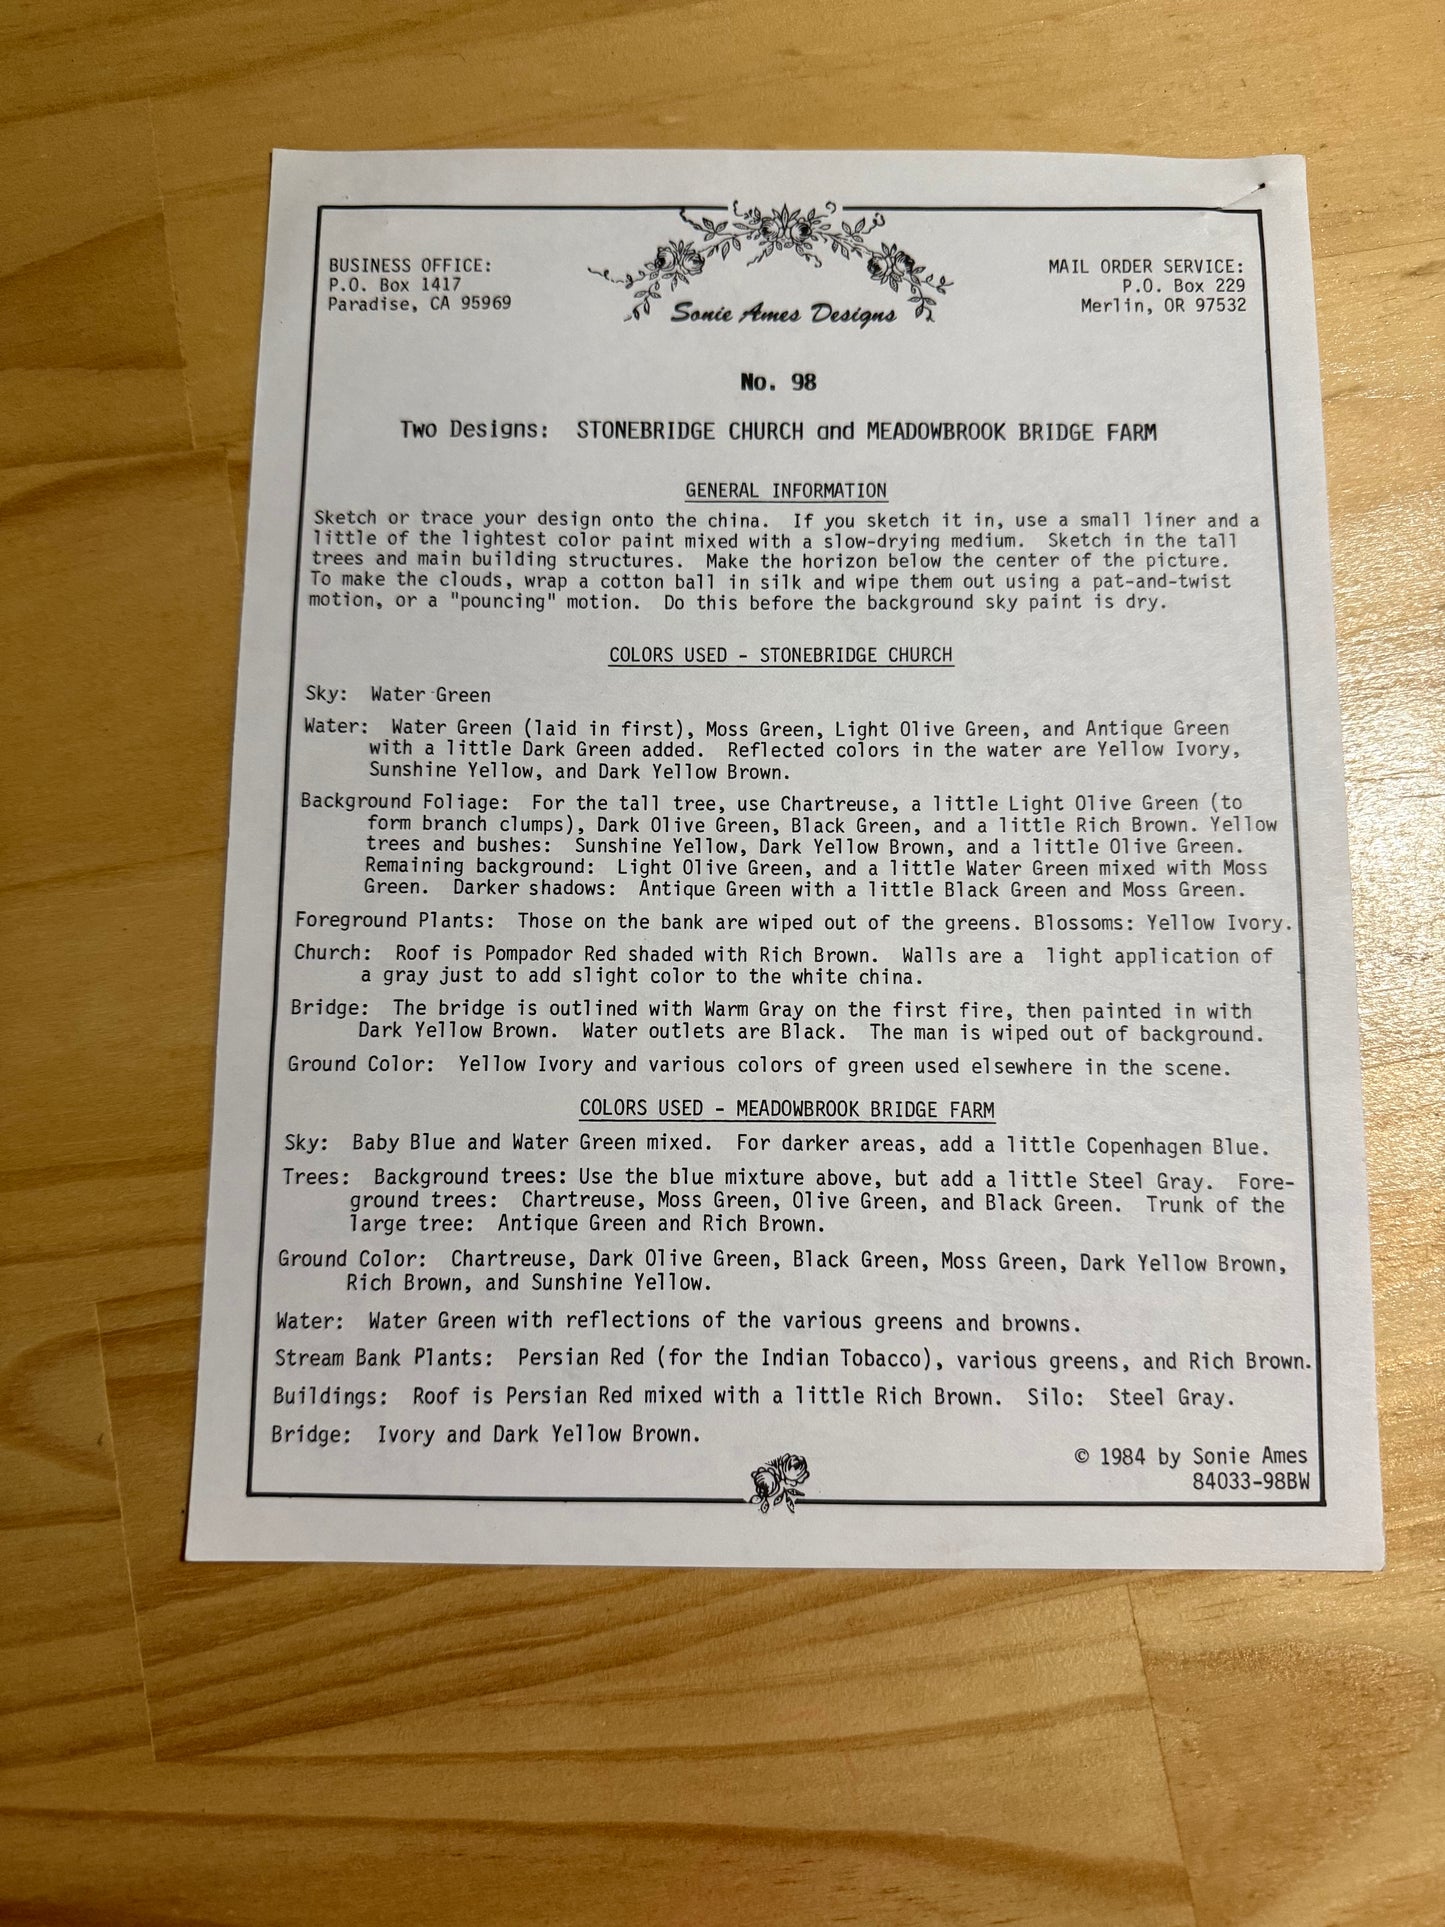 BUSINESS OFFICE:
P.O. Box 1417
Paradise, CA 95969
Sonie Ames Designs
MAIL ORDER SERVICE:
P.O. Box 229
Merlin, OR 97532
No. 98
Two Designs: STONEBRIDGE CHURCH and MEADOWBROOK BRIDGE FARM
GENERAL INFORMATION
Sketch or trace your design onto the china. If you sketch it in, use a small liner and a
little of the lightest color paint mixed with a slow-drying medium. Sketch in the tall
trees and main building structures. Make the horizon below the center of the picture.
To make the clouds, wrap a cotton ball in silk and wipe them out using a pat-and-twist
motion, or a "pouncing" motion. Do this before the background sky paint is dry.
COLORS USED - STONEBRIDGE CHURCH
Sky: Water Green
Water: Water Green (laid in first), Moss Green, Light Olive Green, and Antique Green
with a little Dark Green added. Reflected colors in the water are Yellow Ivory,
Sunshine Yellow, and Dark Yellow Brown.
Background Foliage: For the tall tree, use Chartreuse, a little Light Olive Green (to
form branch clumps), Dark Olive Green, Black Green, and a little Rich Brown. Yellow
trees and bushes: Sunshine Yellow, Dark Yellow Brown, and a little Olive Green.
Remaining background: Light Olive Green, and a little Water Green mixed with Moss
Green. Darker shadows: Antique Green with a little Black Green and Moss Green.
Foreground Plants: Those on the bank are wiped out of the greens. Blossoms: Yellow Ivory.
Church: Roof is Pompador Red shaded with Rich Brown. Walls are a light application of
a gray just to add slight color to the white china.
Bridge: The bridge is outlined with Warm Gray on the first fire, then painted in with
Dark Yellow Brown. Water outlets are Black. The man is wiped out of background.
Ground Color: Yellow Ivory and various colors of green used elsewhere in the scene.
COLORS USED - MEADOWBROOK BRIDGE FARM
Sky: Baby Blue and Water Green mixed. For darker areas, add a little Copenhagen Blue.
Trees: Background trees: Use the blue mixture above, but add a little Steel Gray. Fore-
ground trees: Chartreuse, Moss Green, Olive Green, and Black Green. Trunk of the
large tree: Antique Green and Rich Brown.
Ground Color: Chartreuse, Dark Olive Green, Black Green, Moss Green, Dark Yellow Brown,
Rich Brown, and Sunshine Yellow.
Water: Water Green with reflections of the various greens and browns.
Stream Bank Plants: Persian Red (for the Indian Tobacco), various greens, and Rich Brown.
Buildings: Roof is Persian Red mixed with a little Rich Brown. Silo: Steel Gray.
Bridge: Ivory and Dark Yellow Brown.
© 1984 by Sonie Ames
84033-98BW